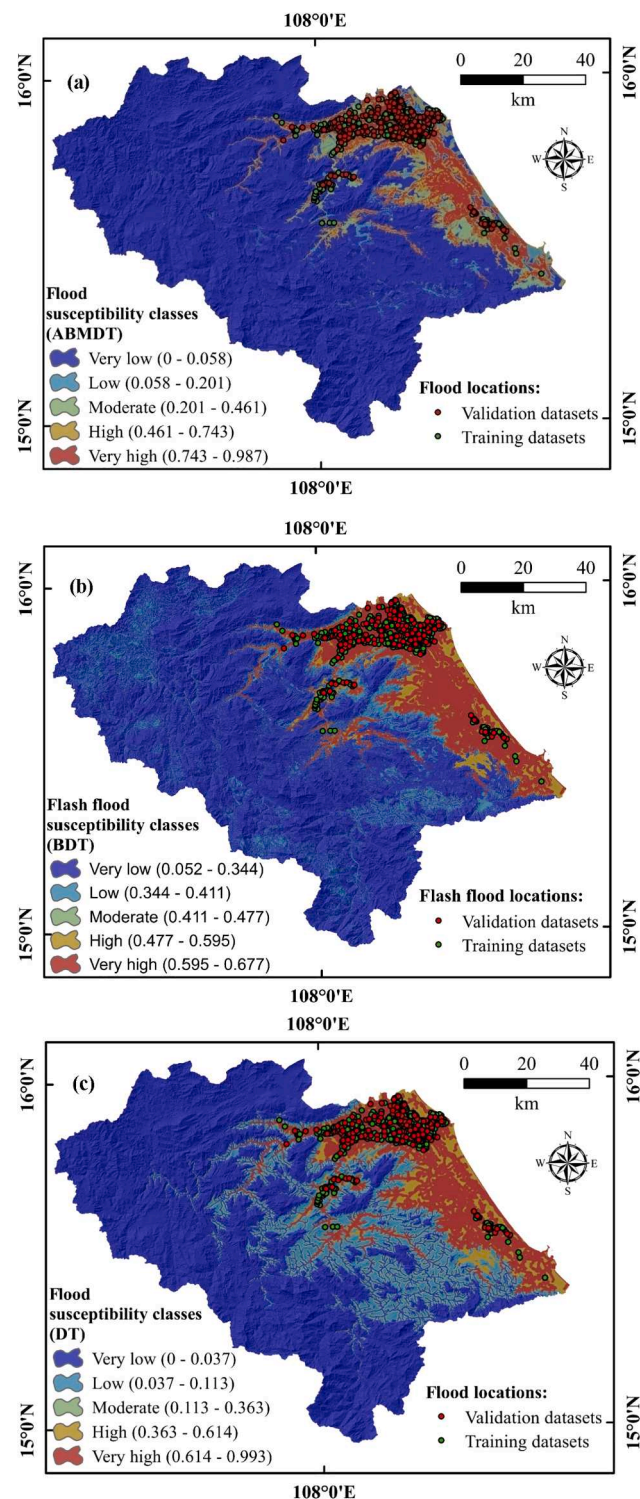 108°0'E
16°0'N
(a)
0 20 40
km
16°0'N
N
W E
S
Flood
susceptibility classes
(ABMDT)
Very low (0 - 0.058)
Low (0.058 - 0.201)
Moderate (0.201 - 0.461)
High (0.461 - 0.743)
Very high (0.743 - 0.987)
Flood locations:
Validation datasets
Training datasets
15°0'N
15°0'N
108°0'E
108°0'E
16°0'N
(b)
0 20 40
km
16°0'N
N
W E
S
Flash flood
susceptibility classes
(BDT)
Very low (0.052 - 0.344)
Low (0.344 - 0.411)
Moderate (0.411 - 0.477)
High (0.477 - 0.595)
Very high (0.595 - 0.677)
Flash flood locations:
Validation datasets
Training datasets
15°0'N
15°0'N
108°0'E
108°0'E
16°0'N
(c)
0 20 40
km
16°0'N
N
W E
S
Flood
susceptibility classes
(DT)
Very low (0 - 0.037)
Low (0.037 - 0.113)
Moderate (0.113 - 0.363)
High (0.363 - 0.614)
Very high (0.614 - 0.993)
Flood locations:
Validation datasets
Training datasets
15°0'N
15°0'N
108°0'E